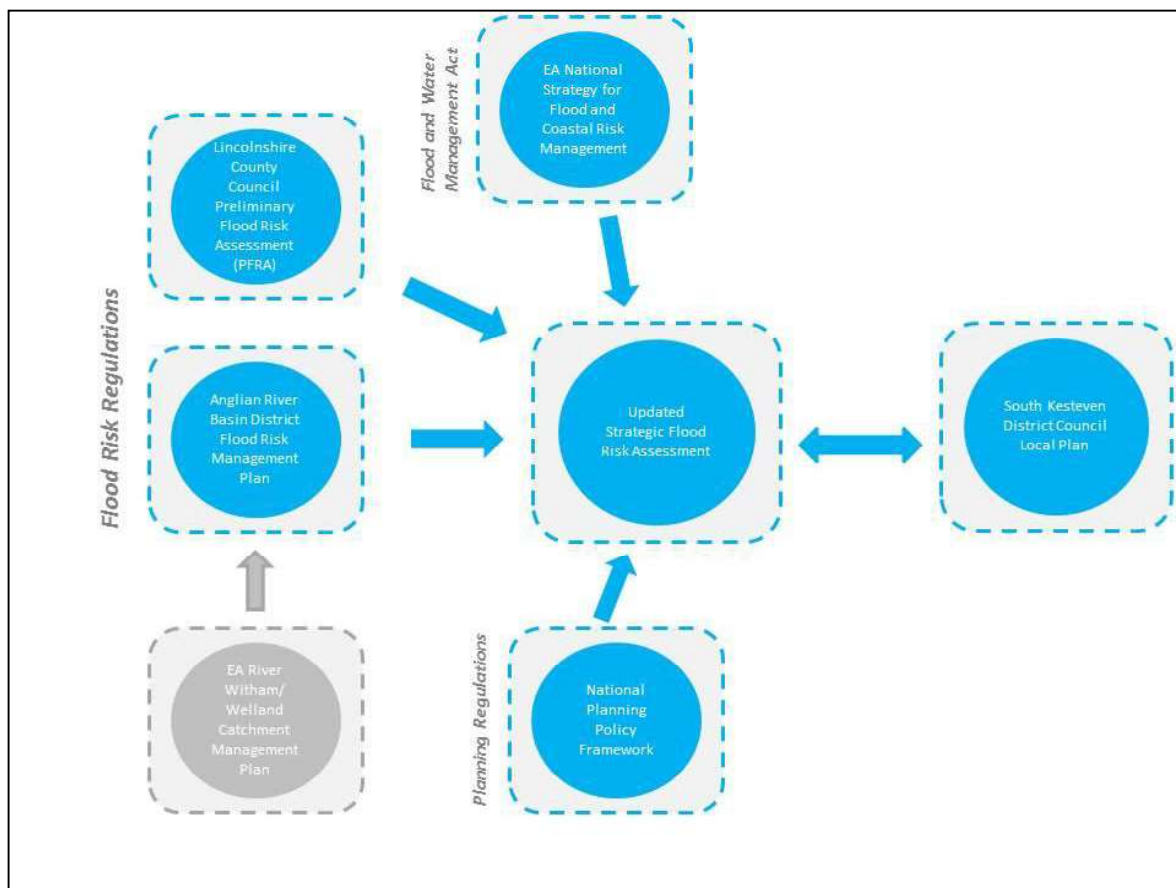 Flood and Water
Management Act
EA National
Strategy for
Flood and
Coastal Risk
Management
Flood Risk Regulations
Lincolnshire
County
Council
Preliminary
Flood Risk
Assessment
(PFRA)
Anglian River
Basin District
Flood Risk
Management
Plan
Updated
Strategic Flood
Risk Assessment
South Kesteven
District Council
Local Plan
EA River
Witham/
Welland
Catchment
Management
Plan
Planning Regulations
National
Planning
Policy
Framework